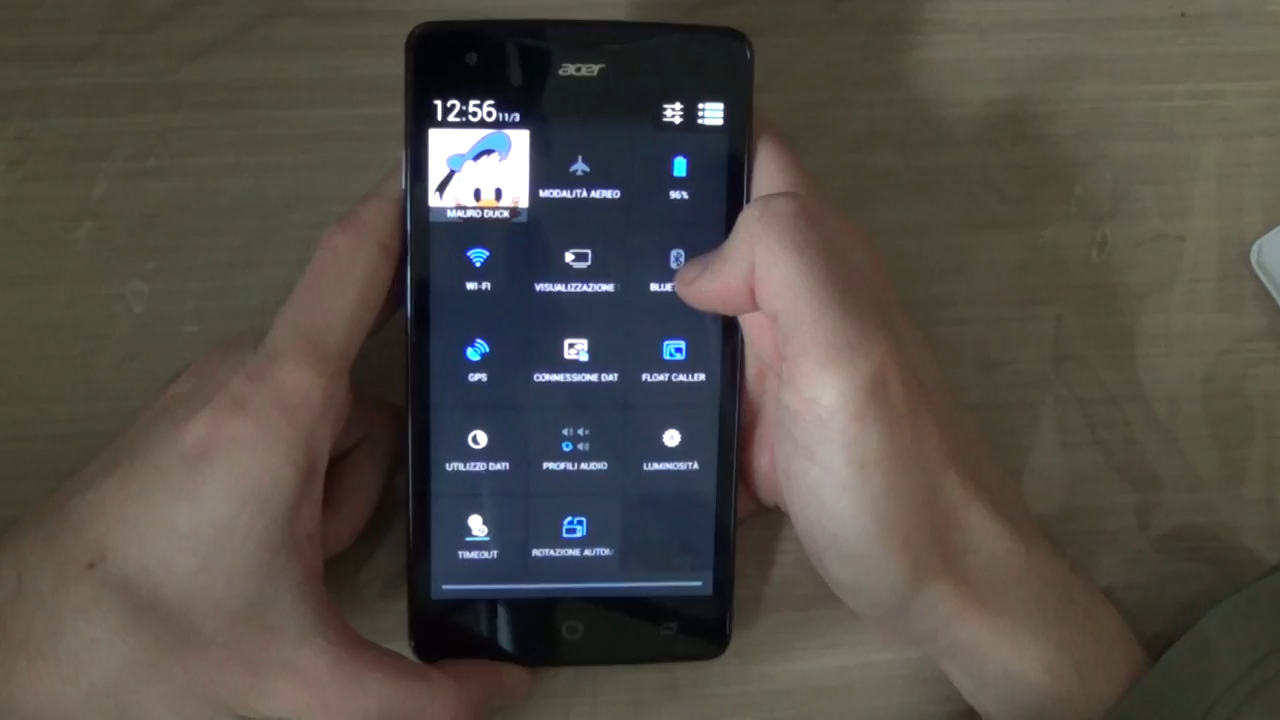 acer
12:56 11/3
MAURO DUCK
MODALITÀ AEREO
96%
WI-FI
VISUALIZZAZIONE
BLUE
GPS
CONNESSIONE DAT
FLOAT CALLER
UTILIZZO DATI
PROFILI AUDIO
LUMINOSITÀ
TIMEOUT
ROTAZIONE AUTOM